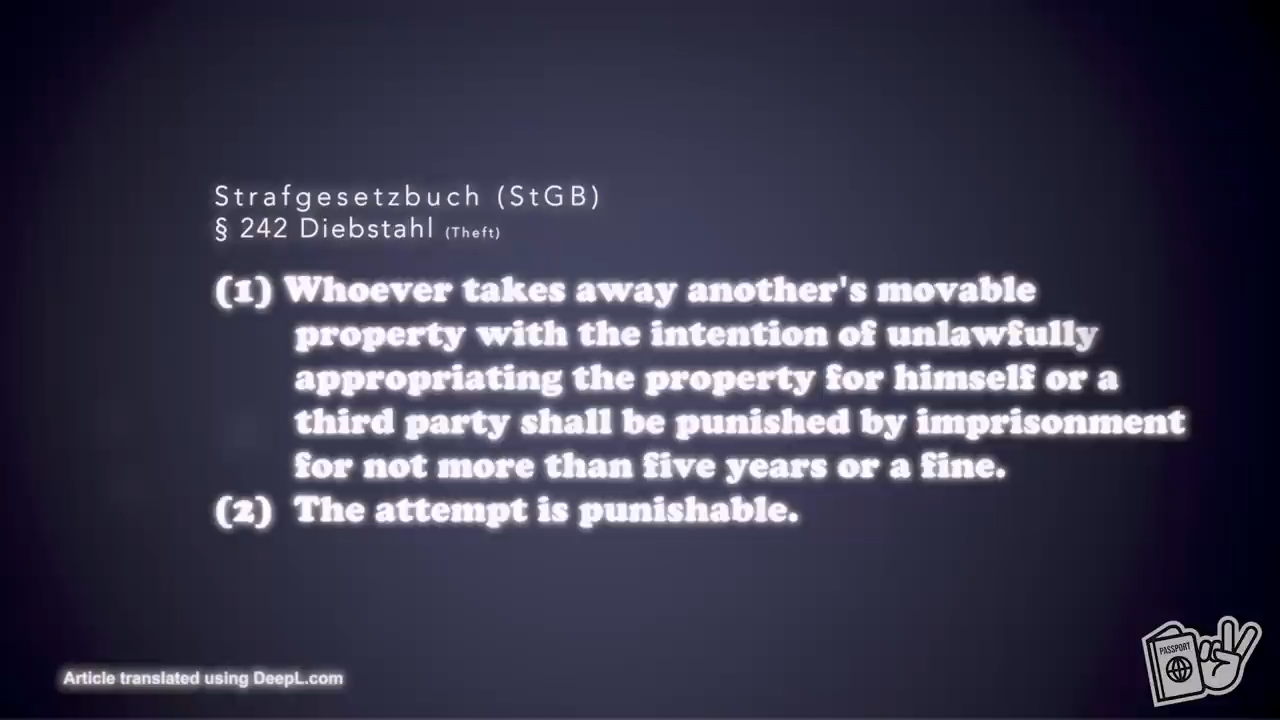 Strafgesetzbuch (StGB)
§ 242 Diebstahl (Theft)
(1) Whoever takes away another's movable
property with the intention of unlawfully
appropriating the property for himself or a
third party shall be punished by imprisonment
for not more than five years or a fine.
(2) The attempt is punishable.
Article translated using DeepL.com
PASSPORT